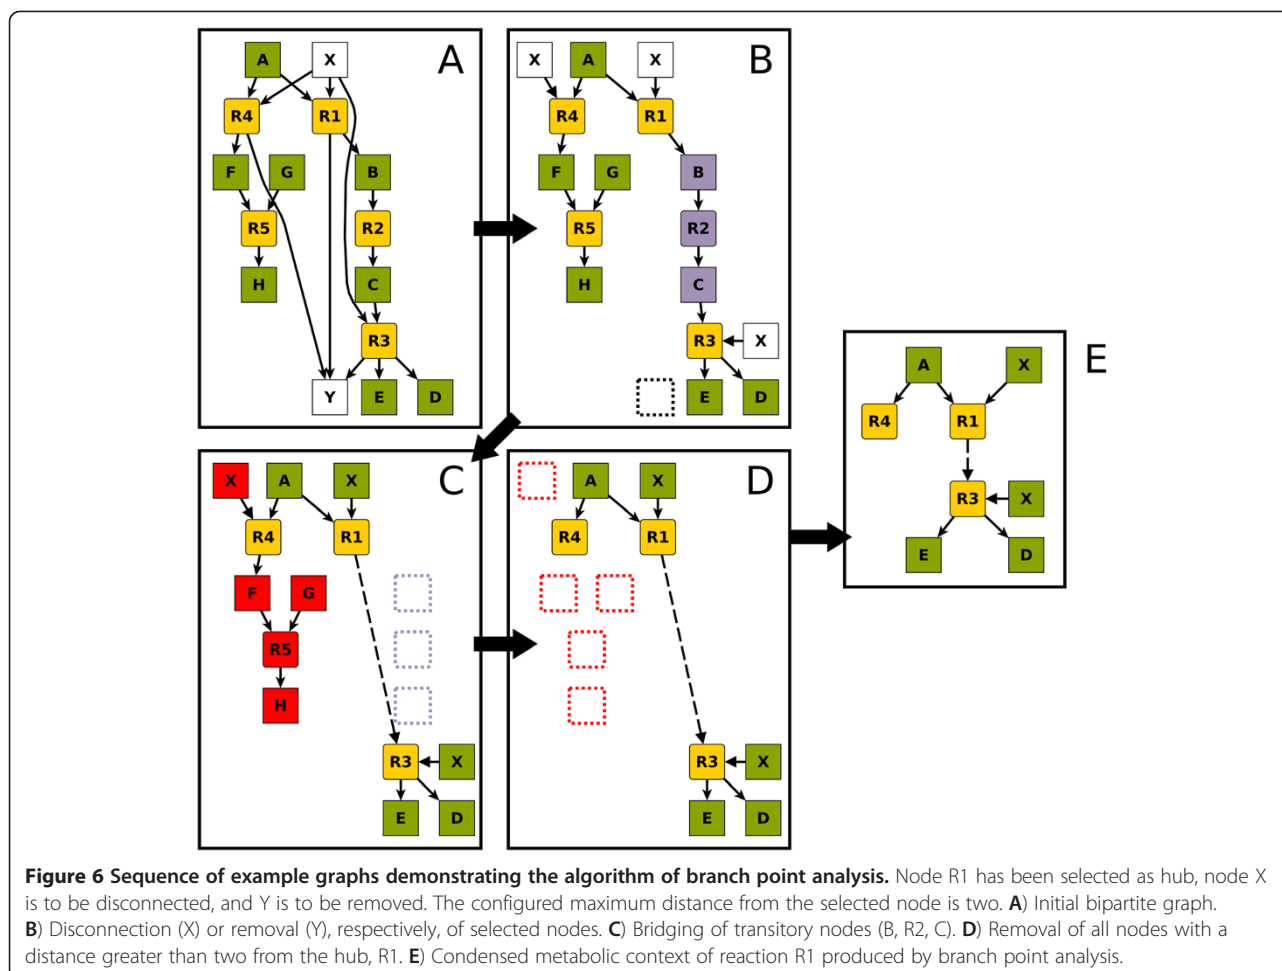 A
A X
R4 R1
F G B
R5 R2
H C
R3
Y E D
B
X A X
R4 R1
F G B
R5 R2
H C
R3 X
E D
C
X A X
R4 R1
F G
R5
H
R3 X
E D
D
A X
R4 R1
R3 X
E D
E
A X
R4 R1
R3 X
E D
Figure 6 Sequence of example graphs demonstrating the algorithm of branch point analysis. Node R1 has been selected as hub, node X
is to be disconnected, and Y is to be removed. The configured maximum distance from the selected node is two. A) Initial bipartite graph.
B) Disconnection (X) or removal (Y), respectively, of selected nodes. C) Bridging of transitory nodes (B, R2, C). D) Removal of all nodes with a
distance greater than two from the hub, R1. E) Condensed metabolic context of reaction R1 produced by branch point analysis.